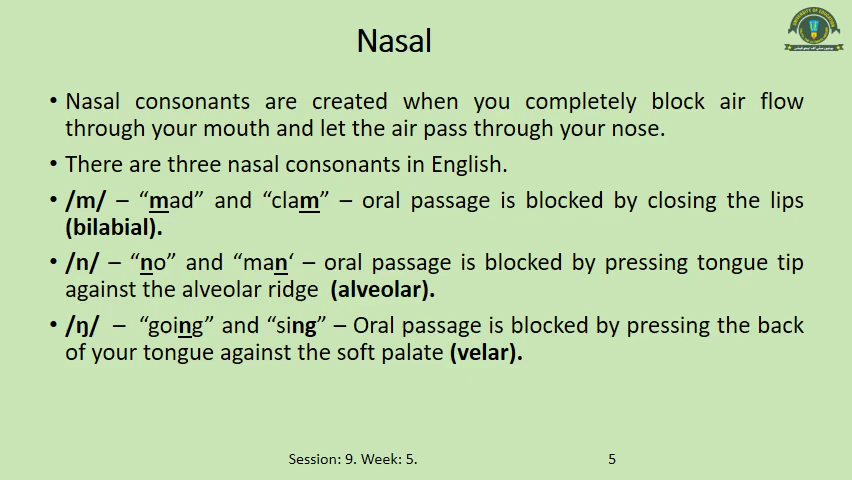 Nasal
UNIVERSITY OF EDUCATION
• Nasal consonants are created when you completely block air flow
through your mouth and let the air pass through your nose.
• There are three nasal consonants in English.
• /m/ – “mad” and “clam” – oral passage is blocked by closing the lips
(bilabial).
• /n/ – “no” and “man‘ – oral passage is blocked by pressing tongue tip
against the alveolar ridge (alveolar).
• /ŋ/ – “going” and “sing” – Oral passage is blocked by pressing the back
of your tongue against the soft palate (velar).
Session: 9. Week: 5.
5